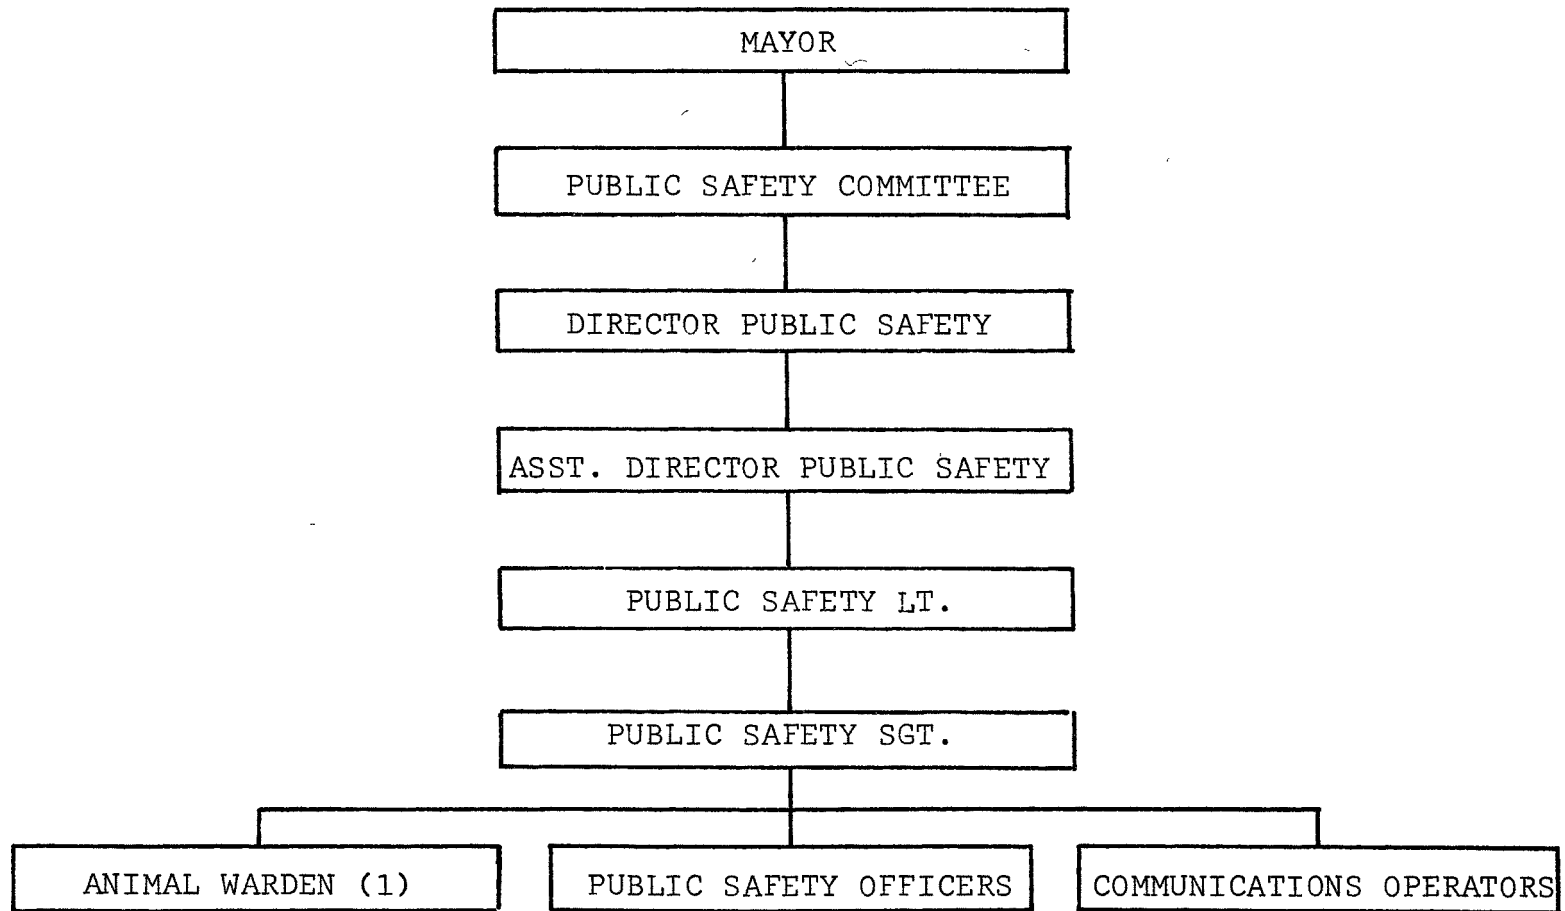 MAYOR
PUBLIC SAFETY COMMITTEE
DIRECTOR PUBLIC SAFETY
ASST. DIRECTOR PUBLIC SAFETY
PUBLIC SAFETY LT.
PUBLIC SAFETY SGT.
ANIMAL WARDEN (1)
PUBLIC SAFETY OFFICERS
COMMUNICATIONS OPERATORS